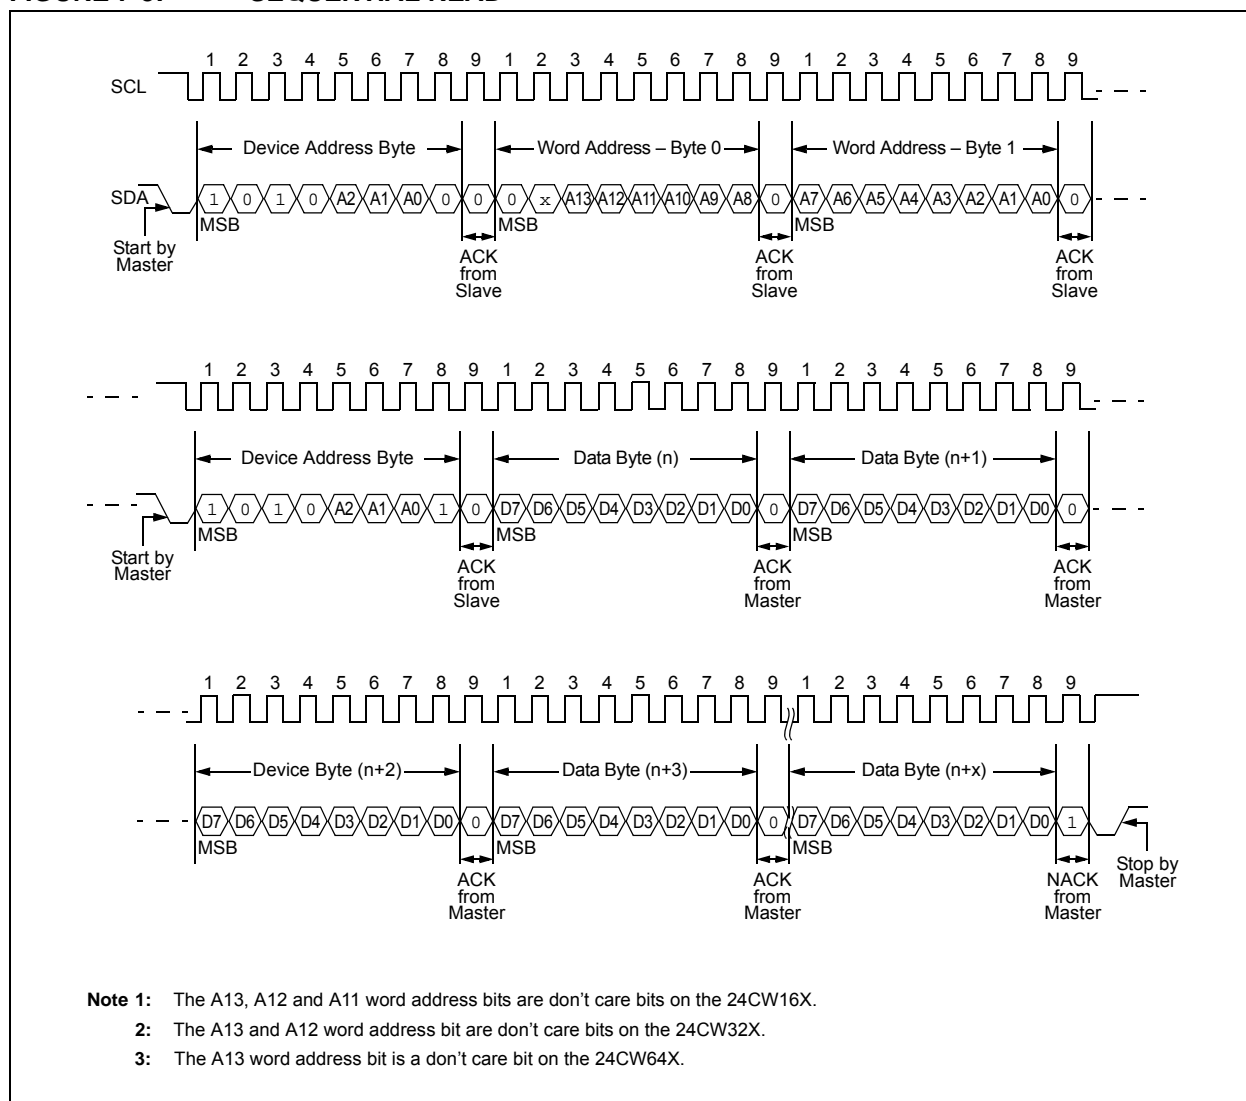 1 2 3 4 5 6 7 8 9 1 2 3 4 5 6 7 8 9 1 2 3 4 5 6 7 8 9
SCL
Device Address Byte Word Address – Byte 0 Word Address – Byte 1
SDA 1 0 1 0 A2 A1 A0 0 0 0 x A13 A12 A11 A10 A9 A8 0 A7 A6 A5 A4 A3 A2 A1 A0 0
MSB MSB MSB
Start by
Master
ACK
from
Slave
ACK
from
Slave
ACK
from
Slave
1 2 3 4 5 6 7 8 9 1 2 3 4 5 6 7 8 9 1 2 3 4 5 6 7 8 9
Device Address Byte Data Byte (n) Data Byte (n+1)
1 0 1 0 A2 A1 A0 1 0 D7 D6 D5 D4 D3 D2 D1 D0 0 D7 D6 D5 D4 D3 D2 D1 D0 0
MSB MSB MSB
Start by
Master
ACK
from
Slave
ACK
from
Master
ACK
from
Master
1 2 3 4 5 6 7 8 9 1 2 3 4 5 6 7 8 9 1 2 3 4 5 6 7 8 9
Device Byte (n+2) Data Byte (n+3) Data Byte (n+x)
D7 D6 D5 D4 D3 D2 D1 D0 0 D7 D6 D5 D4 D3 D2 D1 D0 0 D7 D6 D5 D4 D3 D2 D1 D0 1
MSB MSB MSB
ACK
from
Master
ACK
from
Master
NACK
from
Master
Stop by
Master
Note 1: The A13, A12 and A11 word address bits are don't care bits on the 24CW16X.
2: The A13 and A12 word address bit are don't care bits on the 24CW32X.
3: The A13 word address bit is a don't care bit on the 24CW64X.